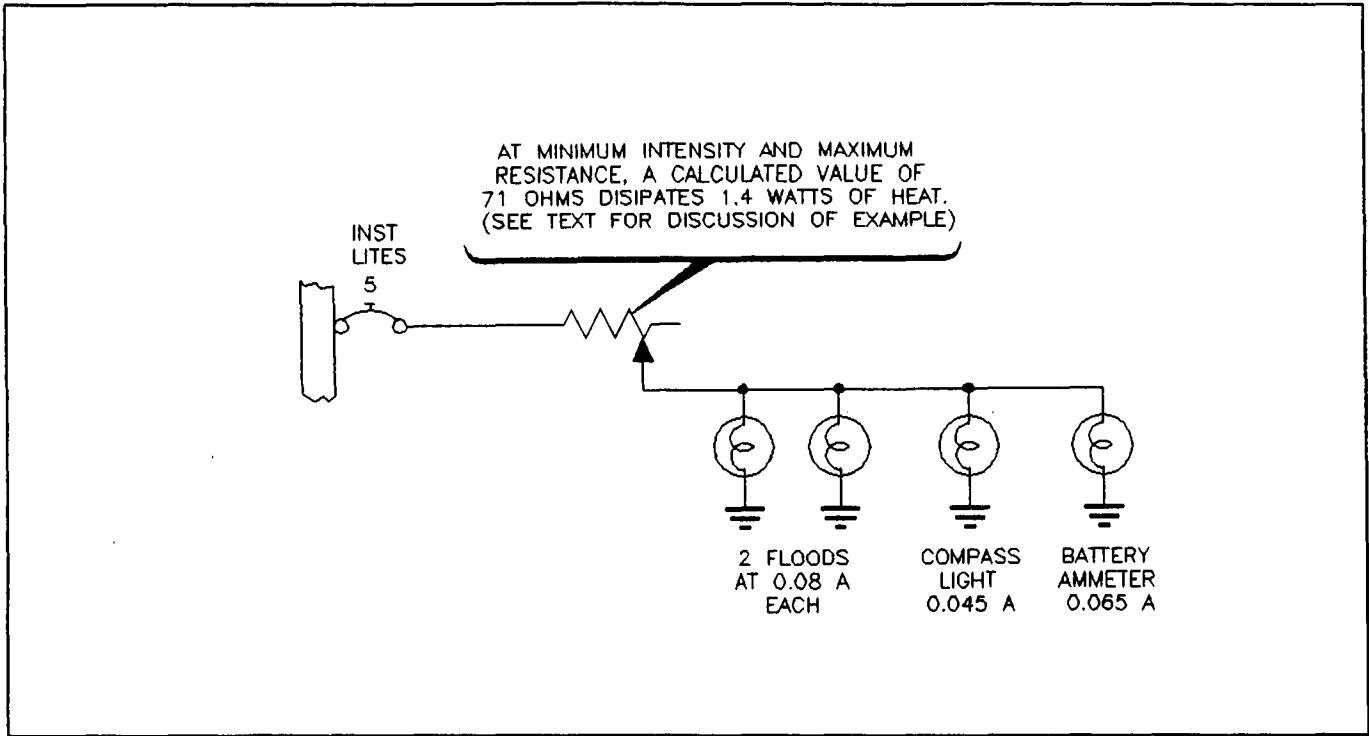 AT MINIMUM INTENSITY AND MAXIMUM
RESISTANCE, A CALCULATED VALUE OF
71 OHMS DISIPATES 1.4 WATTS OF HEAT.
(SEE TEXT FOR DISCUSSION OF EXAMPLE)
INST
LITES
5
2 FLOODS
AT 0.08 A
EACH
COMPASS
LIGHT
0.045 A
BATTERY
AMMETER
0.065 A